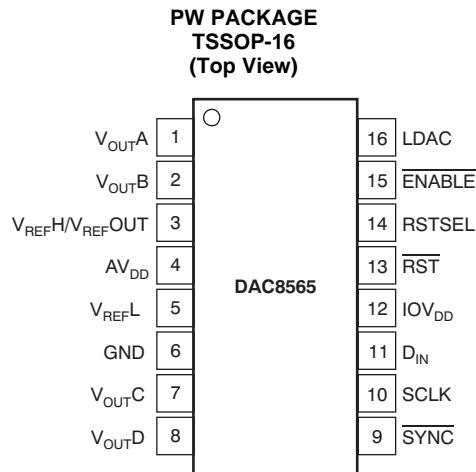 PW PACKAGE
TSSOP-16
(Top View)
VOUTA 1 16 LDAC
VOUTB 2 15 ENABLE
VREFH/VREFOUT 3 14 RSTSEL
AVDD 4 13 RST
DAC8565
VREFL 5 12 IOVDD
GND 6 11 DIN
VOUTC 7 10 SCLK
VOUTD 8 9 SYNC